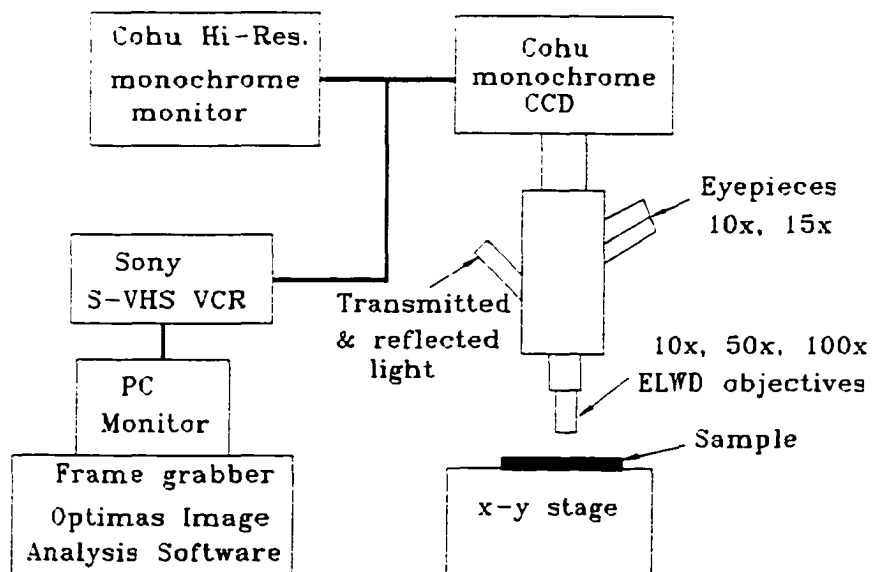 Cohu Hi-Res.
monochrome
monitor
Cohu
monochrome
CCD
Eyepieces
10x, 15x
Sony
S-VHS VCR
Transmitted
& reflected
light
10x, 50x, 100x
ELWD objectives
PC
Monitor
Sample
Frame grabber
Optimas Image
Analysis Software
x-y stage